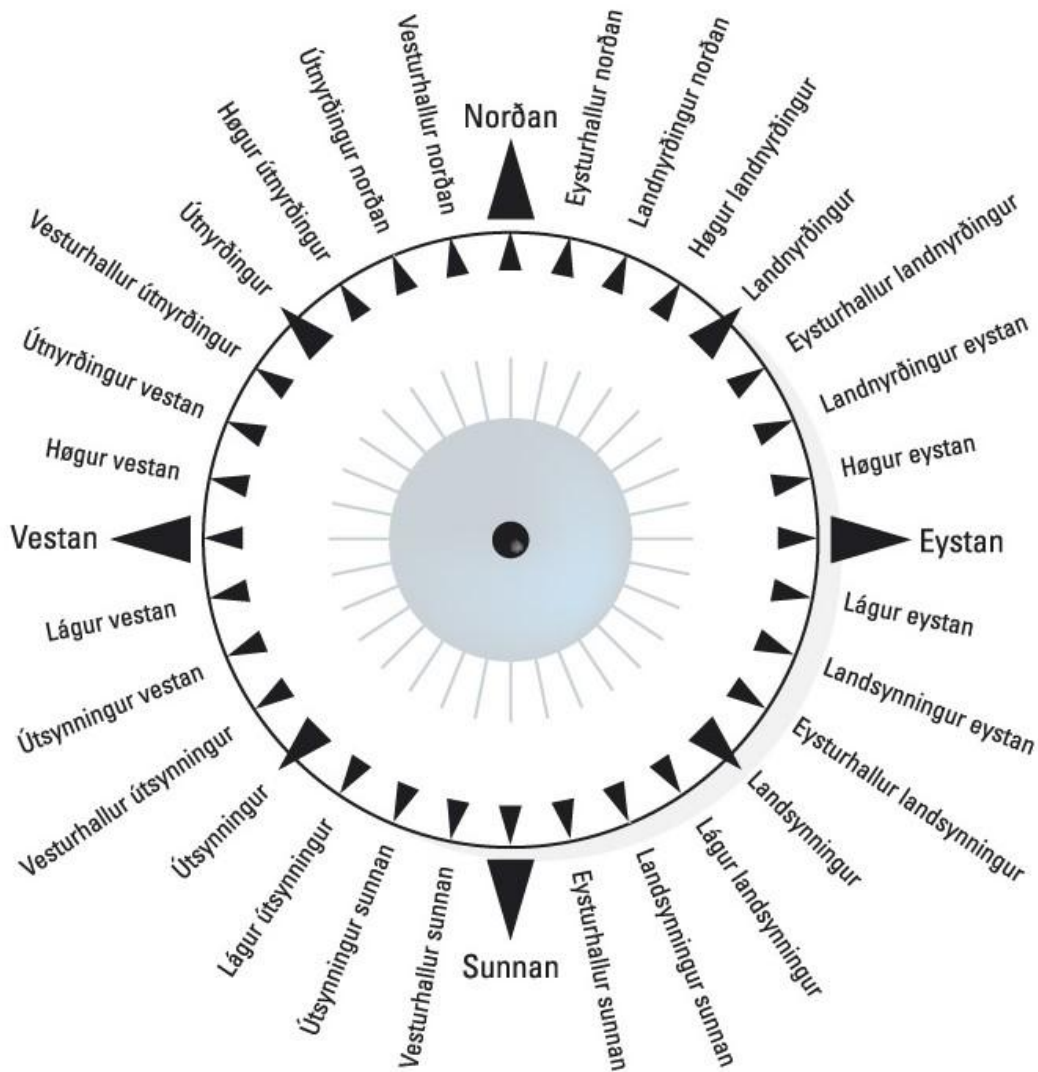 Norðan
Eysturhallur norðan
Landnyrðingur norðan
Høgur landnyrðingur
Landnyrðingur
Eysturhallur landnyrðingur
Landnyrðingur eystan
Høgur eystan
Eystan
Lágur eystan
Landsynningur eystan
Eysturhallur landsynningur
Landsynningur
Lágur landsynningur
Landsynningur sunnan
Eysturhallur sunnan
Sunnan
Vesturhallur sunnan
Útsynningur sunnan
Lágur útsynningur
Útsynningur
Vesturhallur útsynningur
Útsynningur vestan
Lágur vestan
Vestan
Høgur vestan
Útnyrðingur vestan
Vesturhallur útnyrðingur
Útnyrðingur
Høgur útnyrðingur
Útnyrðingur norðan
Vesturhallur norðan